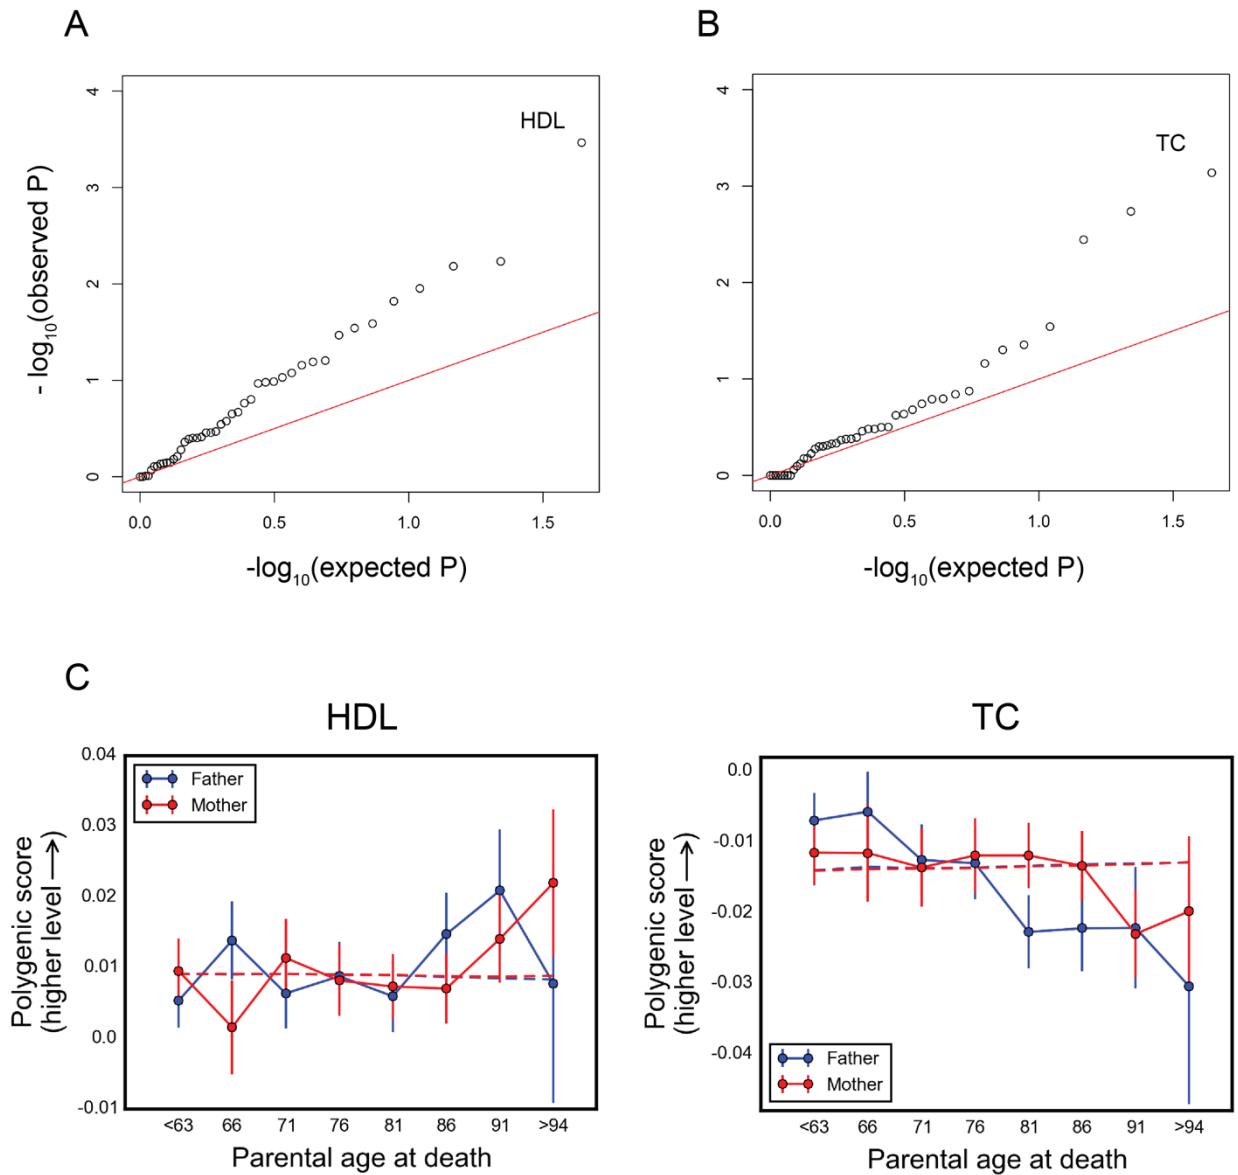 A
B
HDL
TC
4
3
2
1
0
4
3
2
1
0
- log10(observed P)
0.0 0.5 1.0 1.5
0.0 0.5 1.0 1.5
-log10(expected P)
-log10(expected P)
C
HDL
TC
0.04
0.03
0.02
0.01
0.0
-0.01
Father
Mother
Polygenic score
(higher level →)
<63 66 71 76 81 86 91 >94
Parental age at death
0.0
-0.01
-0.02
-0.03
-0.04
Polygenic score
(higher level →)
Father
Mother
<63 66 71 76 81 86 91 >94
Parental age at death